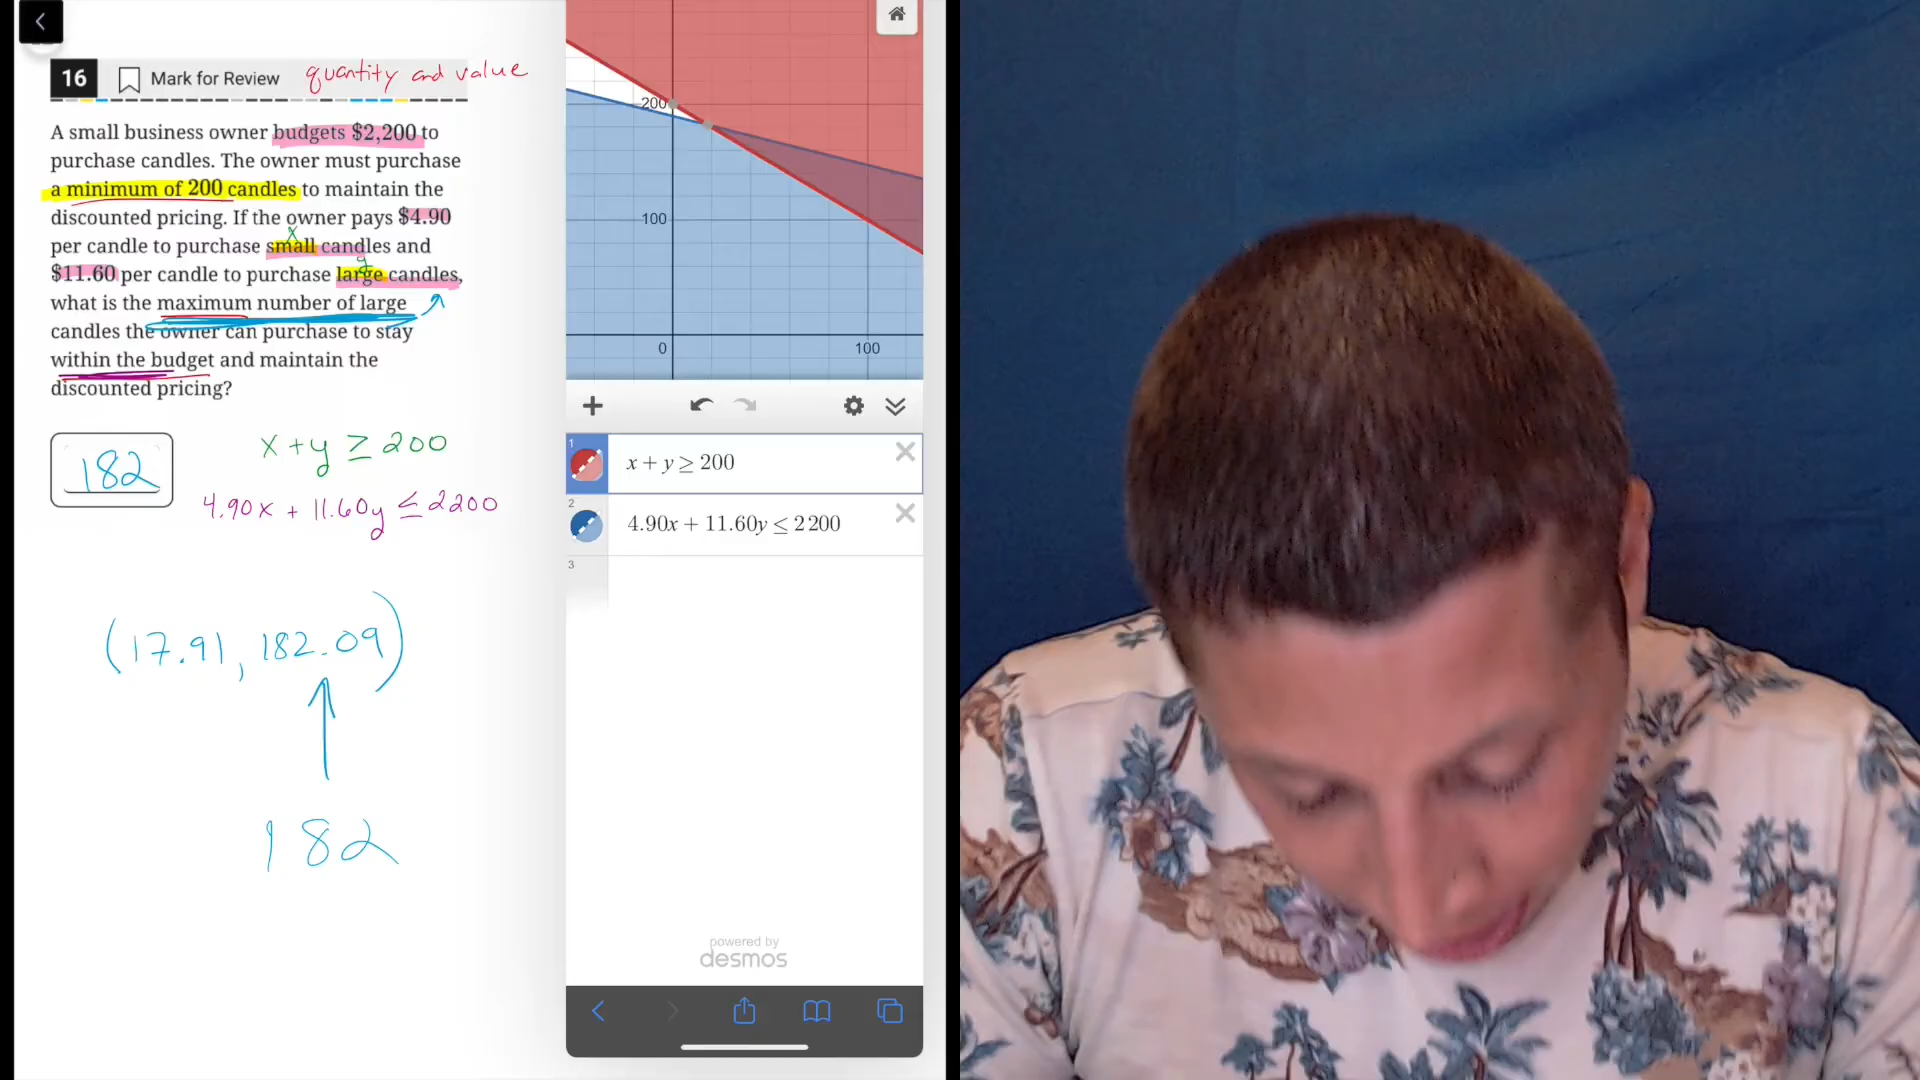 16 Mark for Review quantity and value
A small business owner budgets $2,200 to
purchase candles. The owner must purchase
a minimum of 200 candles to maintain the
discounted pricing. If the owner pays $4.90
x
per candle to purchase small candles and
y
$11.60 per candle to purchase large candles,
what is the maximum number of large
candles the owner can purchase to stay
within the budget and maintain the
discounted pricing?
182
x + y ≥ 200
4.90x + 11.60y ≤ 2200
(17.91, 182.09)
182
200
100
0
100
1
x + y ≥ 200
2
4.90x + 11.60y ≤ 2200
3
powered by
desmos